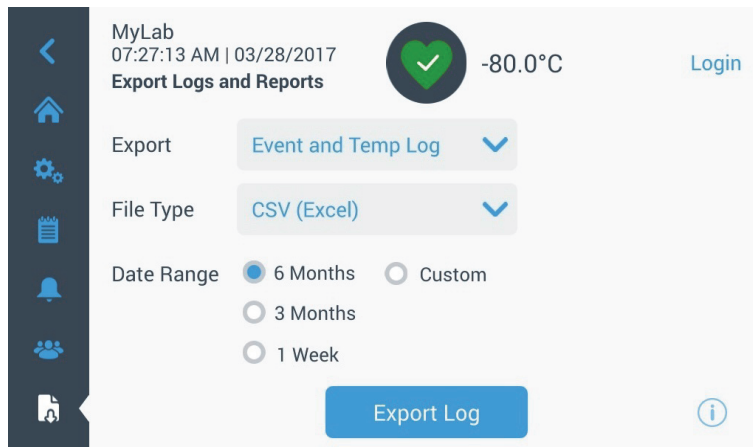 MyLab
07:27:13 AM | 03/28/2017
Export Logs and Reports
-80.0°C
Login
Export
Event and Temp Log
File Type
CSV (Excel)
Date Range
6 Months
Custom
3 Months
1 Week
Export Log
i